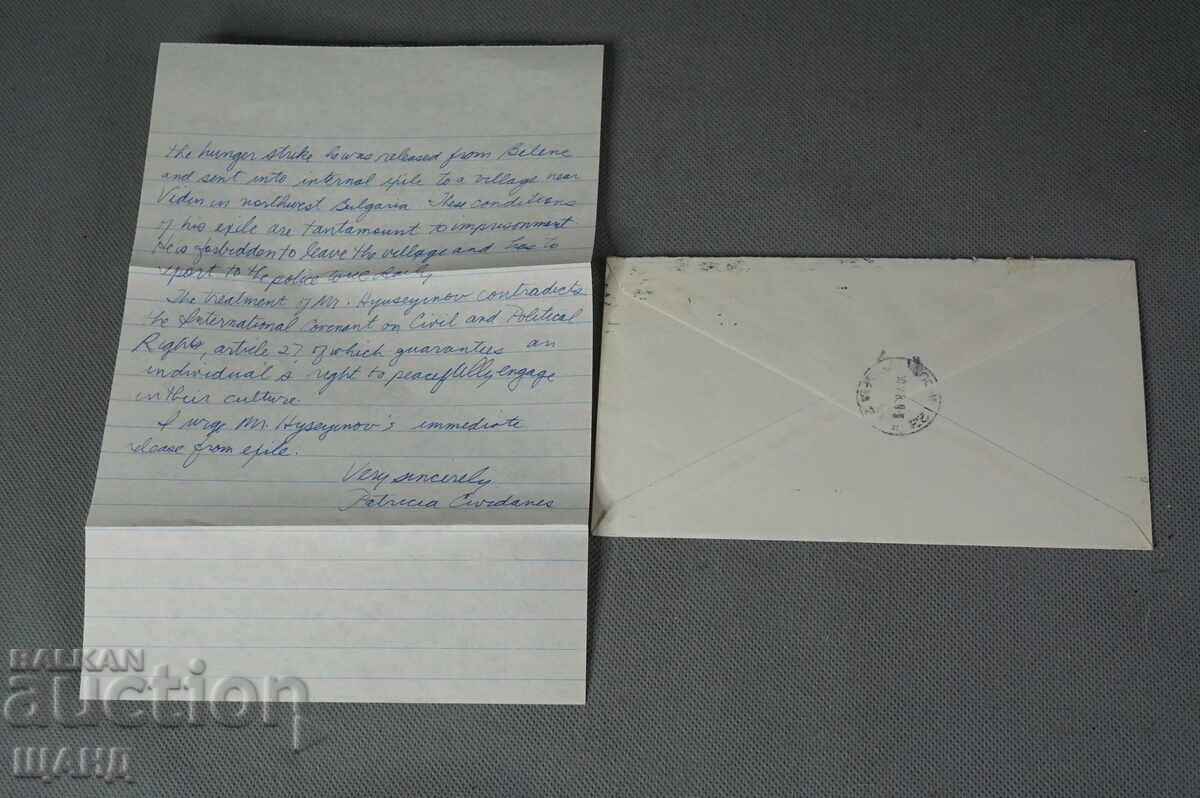 the hunger strike he was released from Belene
and sent into internal exile to a village near
Vidin in northwest Bulgaria. These conditions
of his exile are tantamount to imprisonment
He is forbidden to leave the village and has to
report to the police daily
The treatment of Mr. Hyuseyinov contradicts
the International Covenant on Civil and Political
Rights, article 27 of which guarantees an
individual's right to peacefully engage
in their culture.
I urge Mr. Hyseyinov's immediate
release from exile.
Very sincerely
Patricia
BALKAN
auction
ЩАНД